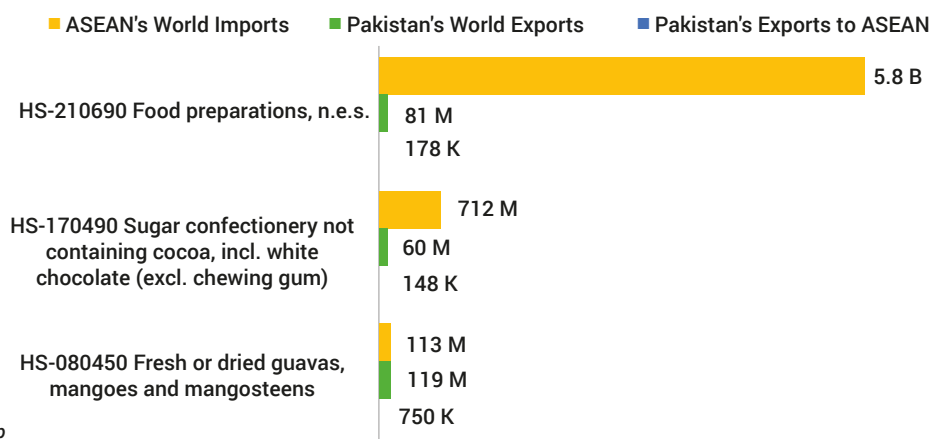 ASEAN's World Imports Pakistan's World Exports Pakistan's Exports to ASEAN
5.8 B
HS-210690 Food preparations, n.e.s.
81 M
178 K
712 M
HS-170490 Sugar confectionery not
containing cocoa, incl. white
chocolate (excl. chewing gum)
60 M
148 K
113 M
HS-080450 Fresh or dried guavas,
mangoes and mangosteens
119 M
750 K